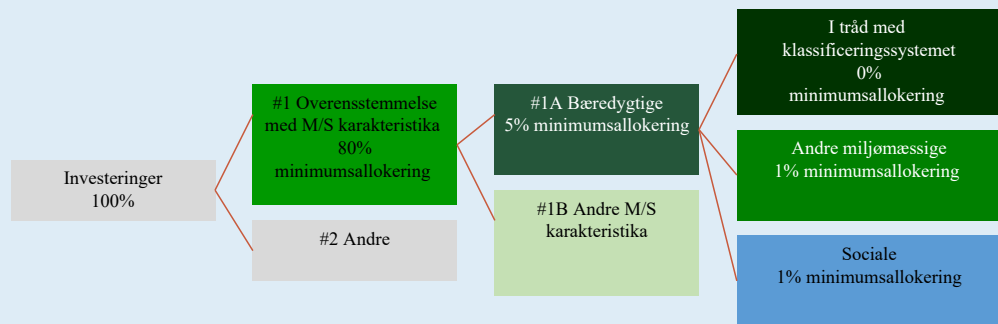 Investeringer
100%
#1 Overensstemmelse
med M/S karakteristika
80%
minimumsallokering
#2 Andre
#1A Bæredygtige
5% minimumsallokering
#1B Andre M/S
karakteristika
I tråd med
klassificeringssystemet
0%
minimumsallokering
Andre miljømæssige
1% minimumsallokering
Sociale
1% minimumsallokering